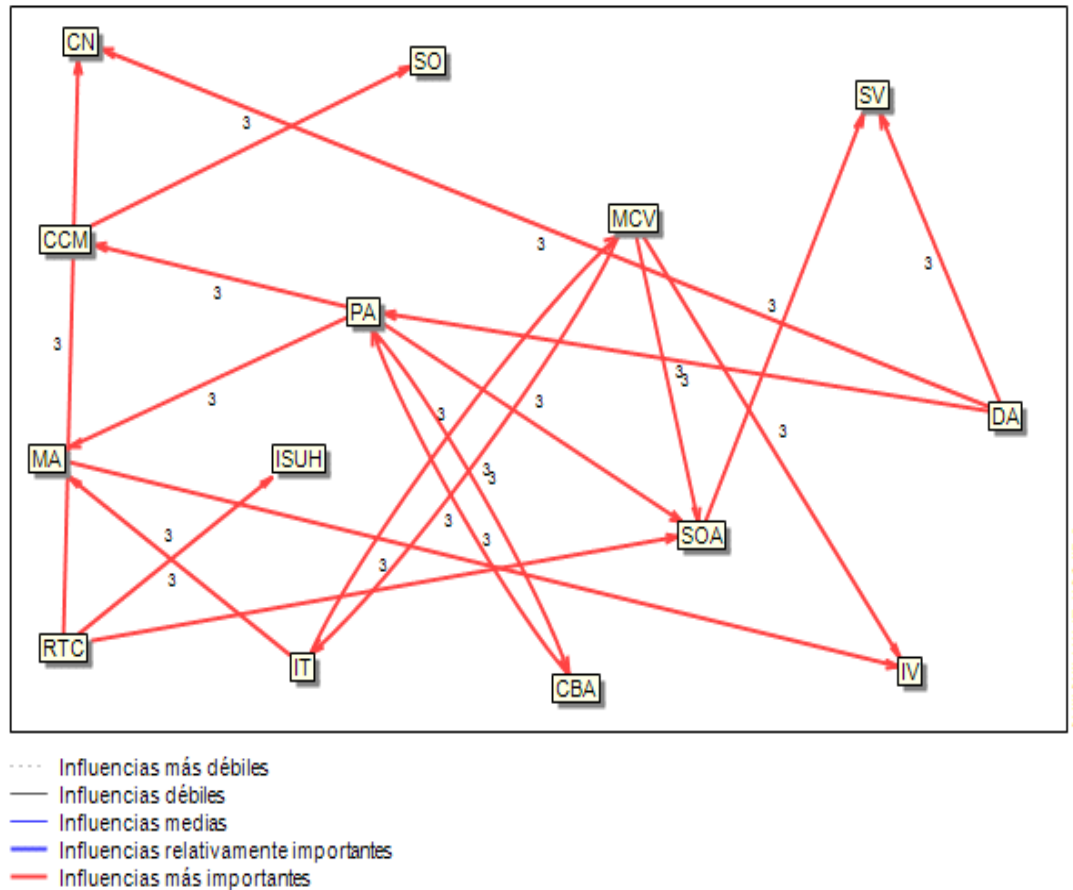 CN
SO
SV
3
MCV
CCM
3
3
3
3
PA
3
3
3
3
3
3
DA
3
3
MA
ISUH
3
3
3
3
3
SOA
3
3
RTC
IT
IV
CBA
Influencias más débiles
Influencias débiles
Influencias medias
Influencias relativamente importantes
Influencias más importantes